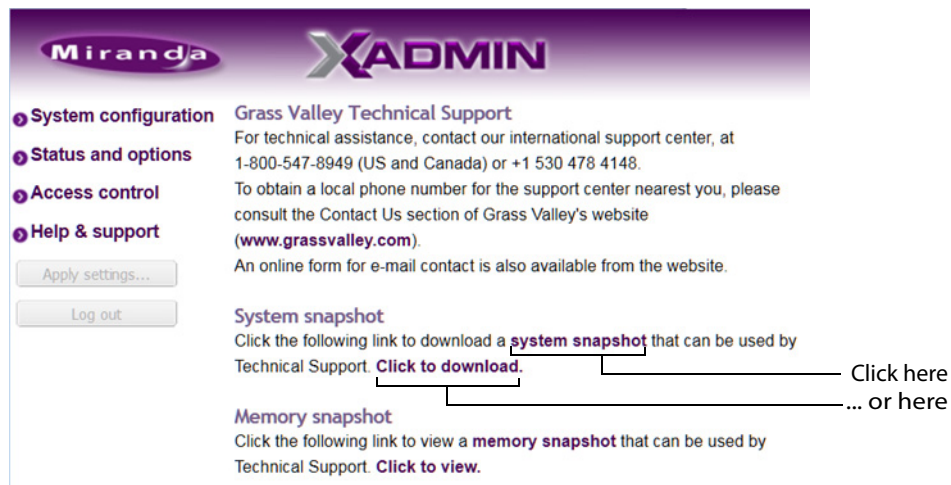 Miranda
XADMIN
System configuration
Status and options
Access control
Help & support
Apply settings...
Log out
Grass Valley Technical Support
For technical assistance, contact our international support center, at
1-800-547-8949 (US and Canada) or +1 530 478 4148.
To obtain a local phone number for the support center nearest you, please
consult the Contact Us section of Grass Valley's website
(www.grassvalley.com).
An online form for e-mail contact is also available from the website.
System snapshot
Click the following link to download a system snapshot that can be used by
Technical Support. Click to download.
Click here
... or here
Memory snapshot
Click the following link to view a memory snapshot that can be used by
Technical Support. Click to view.